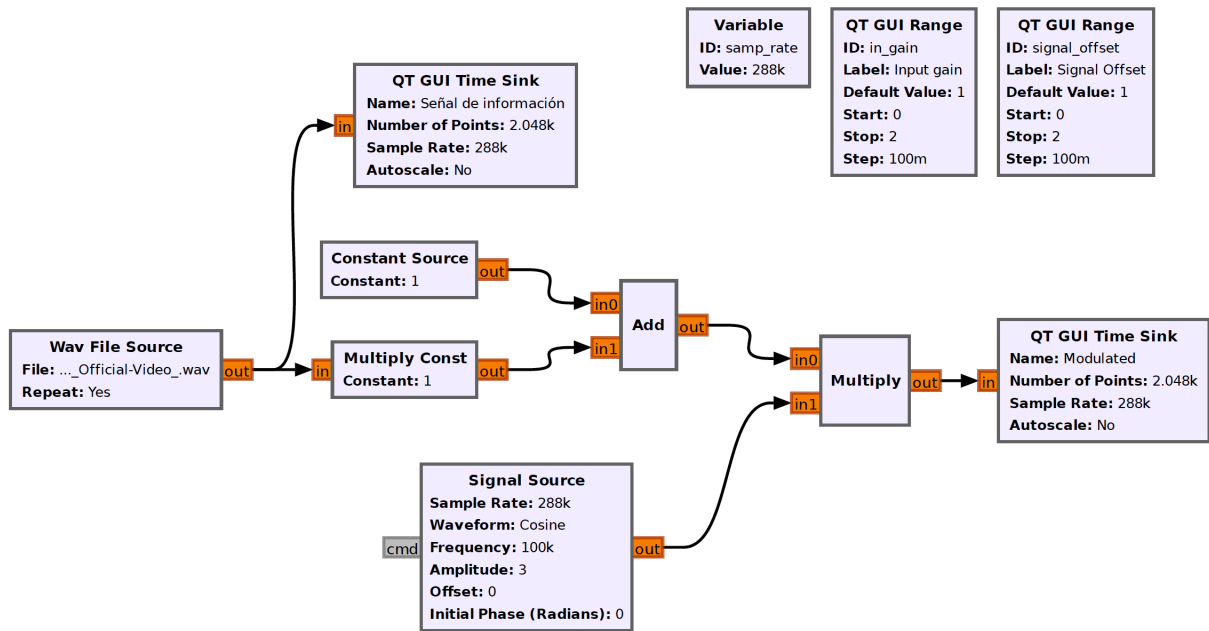 Variable
ID: samp_rate
Value: 288k
QT GUI Range
ID: in_gain
Label: Input gain
Default Value: 1
Start: 0
Stop: 2
Step: 100m
QT GUI Range
ID: signal_offset
Label: Signal Offset
Default Value: 1
Start: 0
Stop: 2
Step: 100m
QT GUI Time Sink
Name: Señal de información
Number of Points: 2.048k
Sample Rate: 288k
Autoscale: No
in
Constant Source
Constant: 1
out
Wav File Source
File: ..._Official-Video_.wav
Repeat: Yes
out
in
Multiply Const
Constant: 1
out
in0
in1
Add
out
in0
in1
Multiply
out
in
QT GUI Time Sink
Name: Modulated
Number of Points: 2.048k
Sample Rate: 288k
Autoscale: No
cmd
Signal Source
Sample Rate: 288k
Waveform: Cosine
Frequency: 100k
Amplitude: 3
Offset: 0
Initial Phase (Radians): 0
out